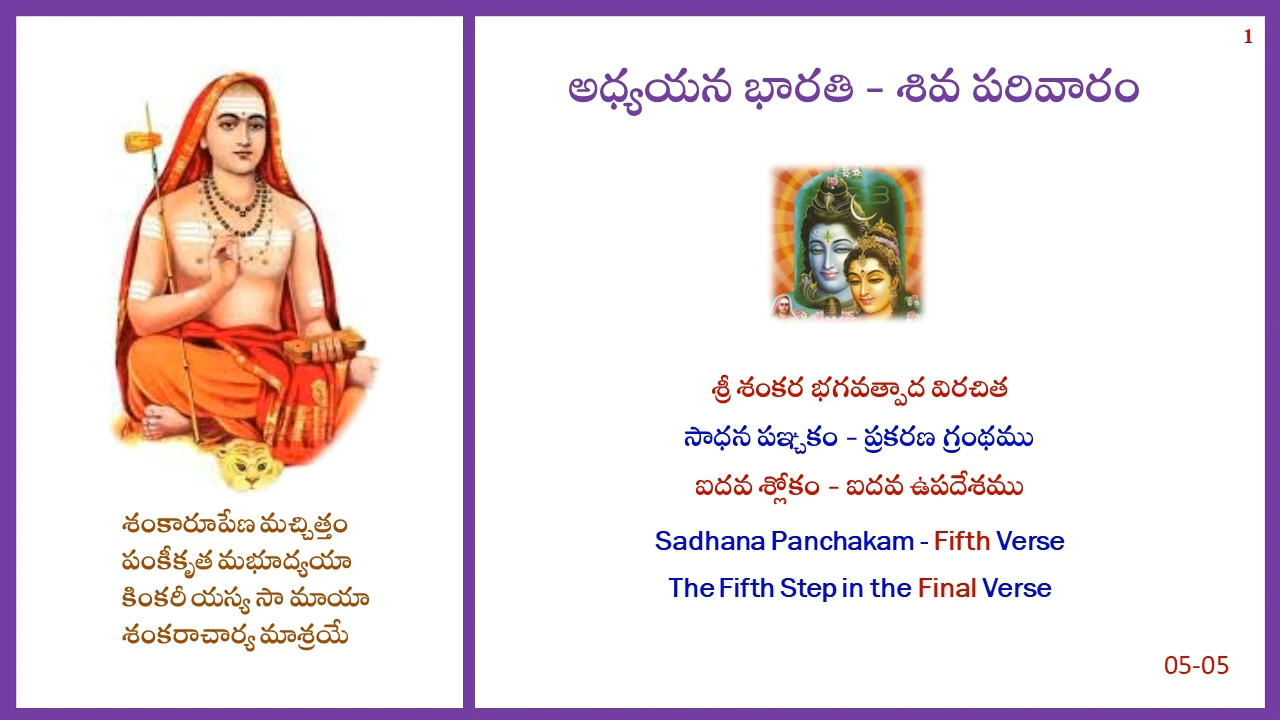 1
అధ్యయన భారతి - శివ పరివారం
శ్రీ శంకర భగవత్పాద విరచిత
సాధన పఞ్చకం - ప్రకరణ గ్రంథము
ఐదవ శ్లోకం - ఐదవ ఉపదేశము
Sadhana Panchakam - Fifth Verse
The Fifth Step in the Final Verse
05-05
శంకారూపేణ మచ్చిత్తం
పంకీకృత మభూద్యయా
కింకరీ యస్య సా మాయా
శంకరాచార్య మాశ్రయే